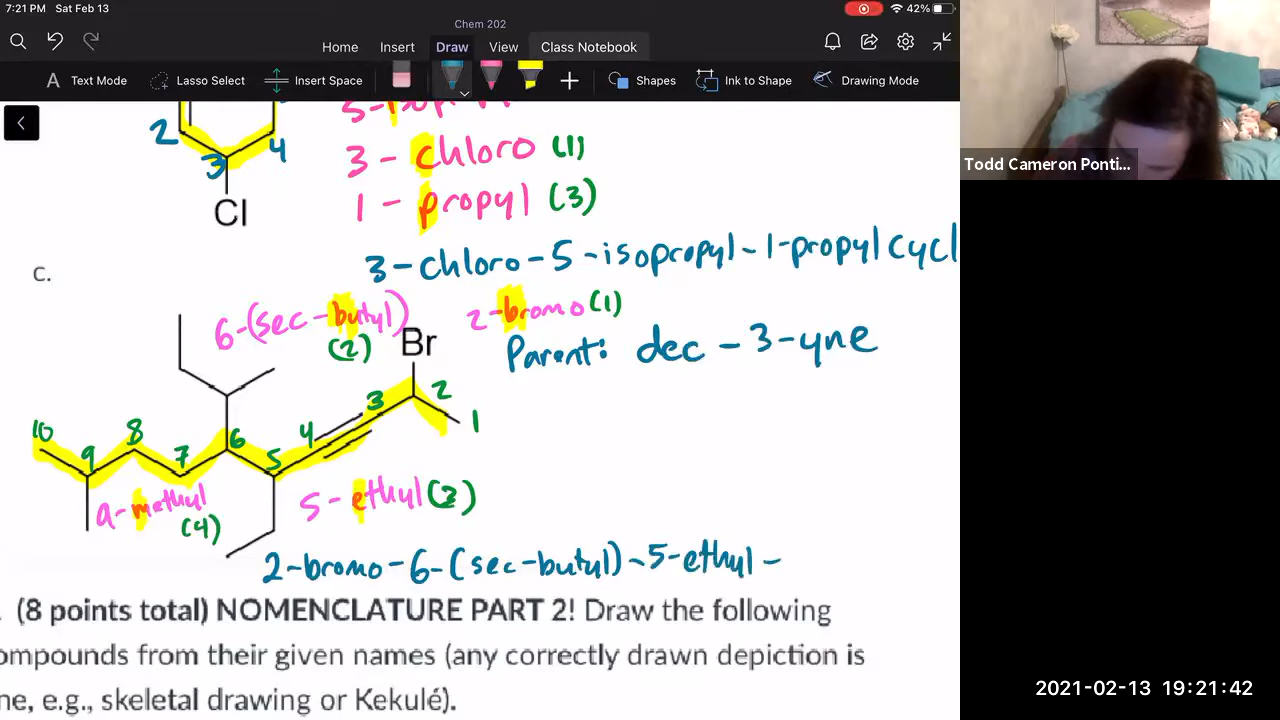 7:21 PM Sat Feb 13
42%
Chem 202
Home Insert Draw View Class Notebook
Text Mode Lasso Select Insert Space Shapes Ink to Shape Drawing Mode
Todd Cameron Ponti...
2
3
4
Cl
3 - chloro (1)
1 - propyl (3)
3 - chloro - 5 - isopropyl - 1 - propyl cycl
c.
6-(sec-butyl) (2)
2-bromo (1)
Parent: dec - 3 - yne
Br
10 9 8 7 6 5 4 3 2 1
9-methyl (4)
5 - ethyl (3)
2-bromo-6-(sec-butyl)-5-ethyl-
. (8 points total) NOMENCLATURE PART 2! Draw the following
ompounds from their given names (any correctly drawn depiction is
ne, e.g., skeletal drawing or Kekulé).
2021-02-13 19:21:42